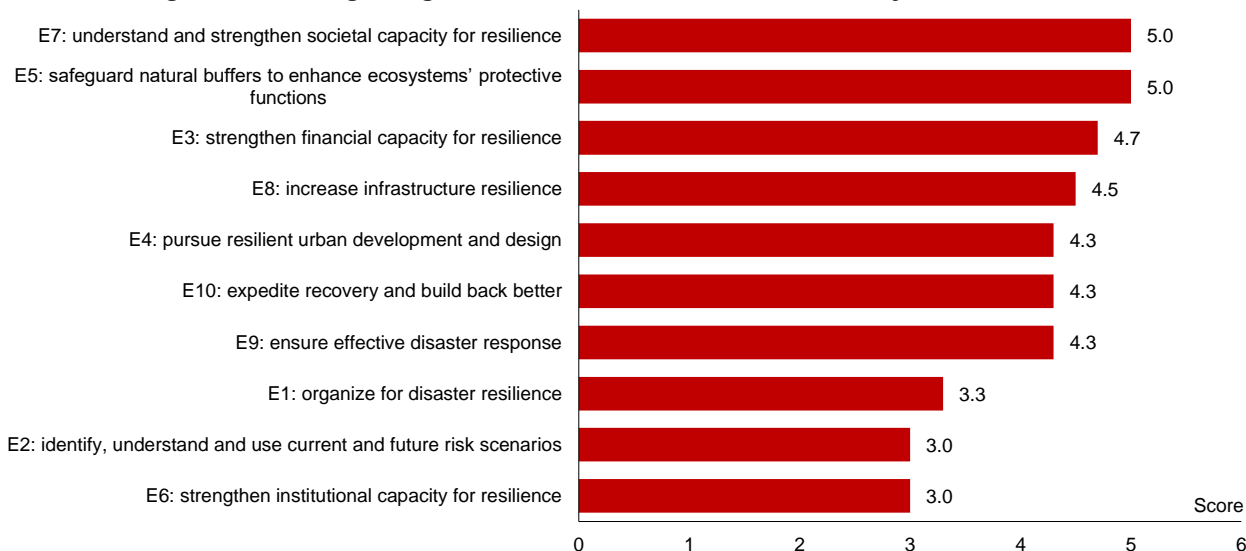 E7: understand and strengthen societal capacity for resilience
5.0
E5: safeguard natural buffers to enhance ecosystems’ protective
functions
5.0
E3: strengthen financial capacity for resilience
4.7
E8: increase infrastructure resilience
4.5
E4: pursue resilient urban development and design
4.3
E10: expedite recovery and build back better
4.3
E9: ensure effective disaster response
4.3
E1: organize for disaster resilience
3.3
E2: identify, understand and use current and future risk scenarios
3.0
E6: strengthen institutional capacity for resilience
3.0
Score
0 1 2 3 4 5 6